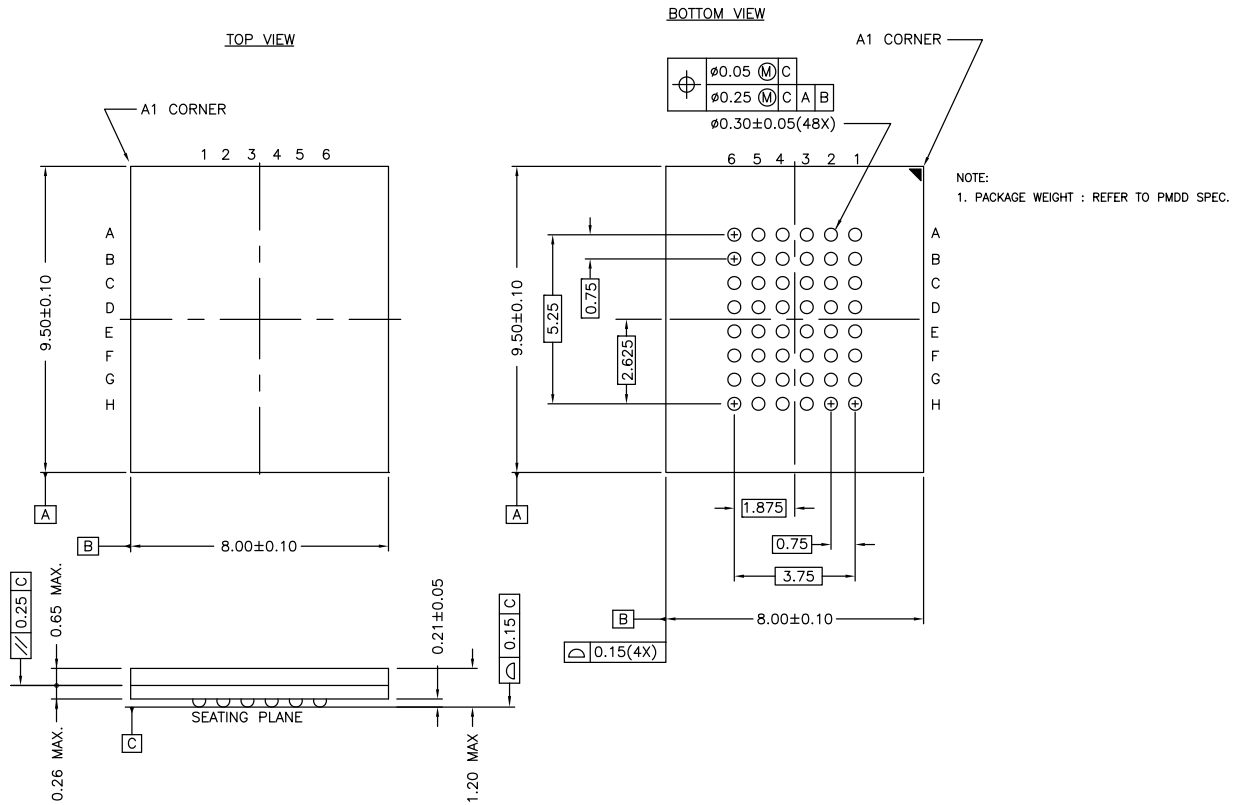 BOTTOM VIEW
TOP VIEW
A1 CORNER
A1 CORNER
⌀0.05 Ⓜ C
⌀0.25 Ⓜ C A B
⌀0.30±0.05(48X)
1 2 3 4 5 6
6 5 4 3 2 1
NOTE:
1. PACKAGE WEIGHT : REFER TO PMDD SPEC.
A
B
C
D
E
F
G
H
9.50±0.10
A
B
8.00±0.10
9.50±0.10
5.25
0.75
2.625
A
B
C
D
E
F
G
H
A
1.875
0.75
3.75
B
8.00±0.10
⌓ 0.15(4X)
// 0.25 C
0.65 MAX.
0.26 MAX.
0.21±0.05
⌓ 0.15 C
1.20 MAX
SEATING PLANE
C